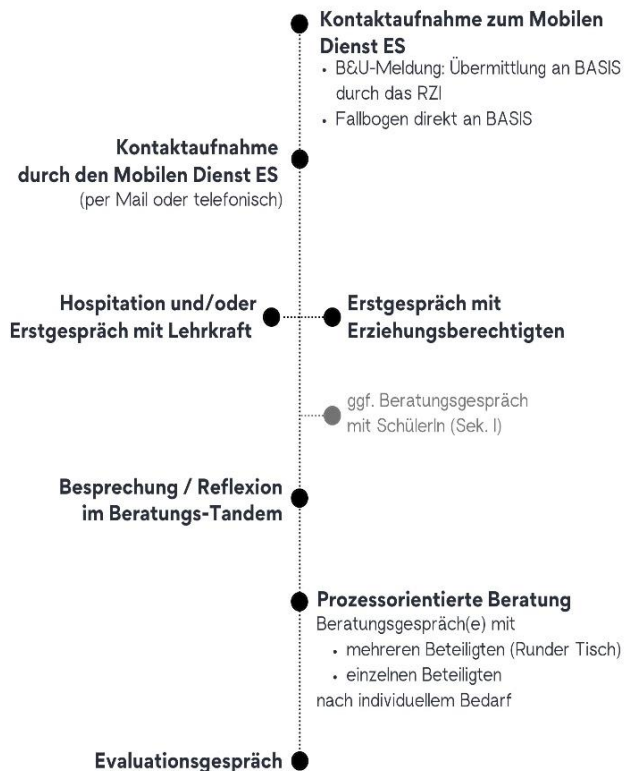 Kontaktaufnahme zum Mobilen
Dienst ES
• B&U-Meldung: Übermittlung an BASIS
durch das RZI
• Fallbogen direkt an BASIS
Kontaktaufnahme
durch den Mobilen Dienst ES
(per Mail oder telefonisch)
Hospitation und/oder
Erstgespräch mit Lehrkraft
Erstgespräch mit
Erziehungsberechtigten
ggf. Beratungsgespräch
mit SchülerIn (Sek. I)
Besprechung / Reflexion
im Beratungs-Tandem
Prozessorientierte Beratung
Beratungsgespräch(e) mit
• mehreren Beteiligten (Runder Tisch)
• einzelnen Beteiligten
nach individuellem Bedarf
Evaluationsgespräch